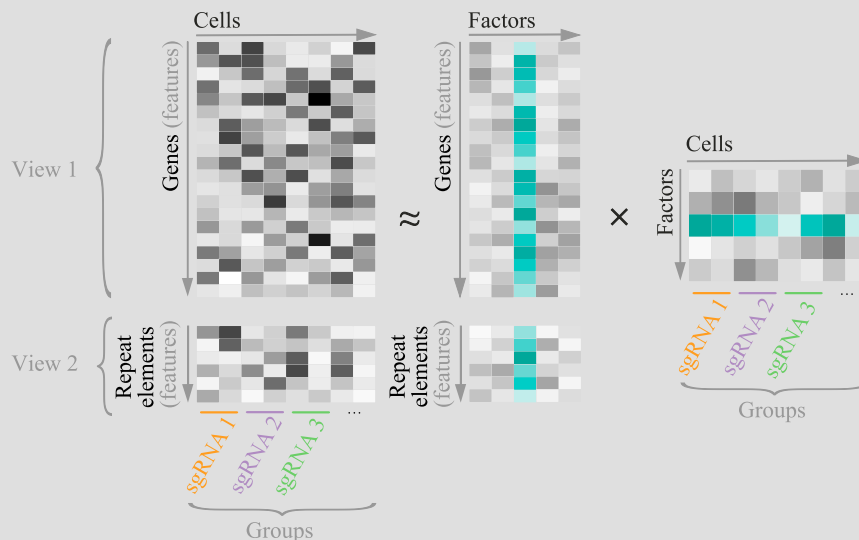 Cells
Factors
Genes (features)
Genes (features)
View 1
≈
×
Cells
Factors
sgRNA 1
sgRNA 2
sgRNA 3
...
Groups
View 2
Repeat
elements
(features)
Repeat
elements
(features)
sgRNA 1
sgRNA 2
sgRNA 3
...
Groups